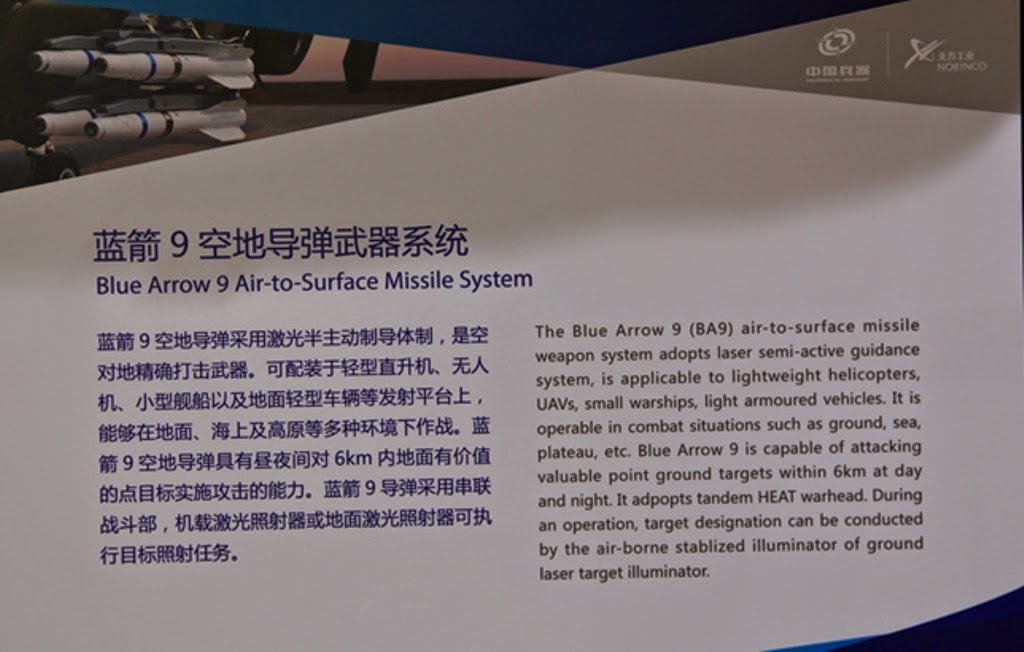 中国兵器
北方工业
NORINCO
蓝箭 9 空地导弹武器系统
Blue Arrow 9 Air-to-Surface Missile System
蓝箭 9 空地导弹采用激光半主动制导体制，是空
对地精确打击武器。可配装于轻型直升机、无人
机、小型舰船以及地面轻型车辆等发射平台上，
能够在地面、海上及高原等多种环境下作战。蓝
箭 9 空地导弹具有昼夜间对 6km 内地面有价值
的点目标实施攻击的能力。蓝箭 9 导弹采用串联
战斗部，机载激光照射器或地面激光照射器可执
行目标照射任务。
The Blue Arrow 9 (BA9) air-to-surface missile
weapon system adopts laser semi-active guidance
system, is applicable to lightweight helicopters,
UAVs, small warships, light armoured vehicles. It is
operable in combat situations such as ground, sea,
plateau, etc. Blue Arrow 9 is capable of attacking
valuable point ground targets within 6km at day
and night. It adpopts tandem HEAT warhead. During
an operation, target designation can be conducted
by the air-borne stablized illuminator of ground
laser target illuminator.